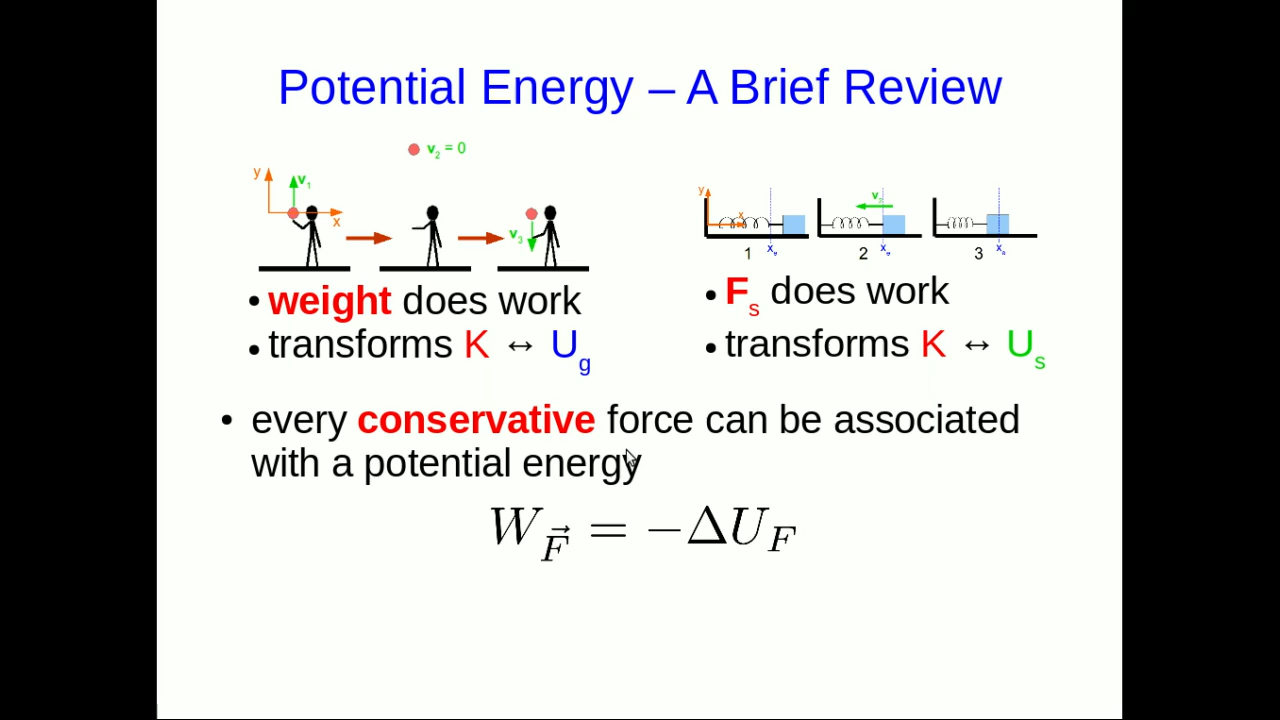 Potential Energy – A Brief Review
v₂ = 0
y
v₁
x
v₃
• weight does work
• transforms K ↔ Ug
y
x
1
2
3
• Fs does work
• transforms K ↔ Us
• every conservative force can be associated
with a potential energy
W_F⃗ = −ΔU_F